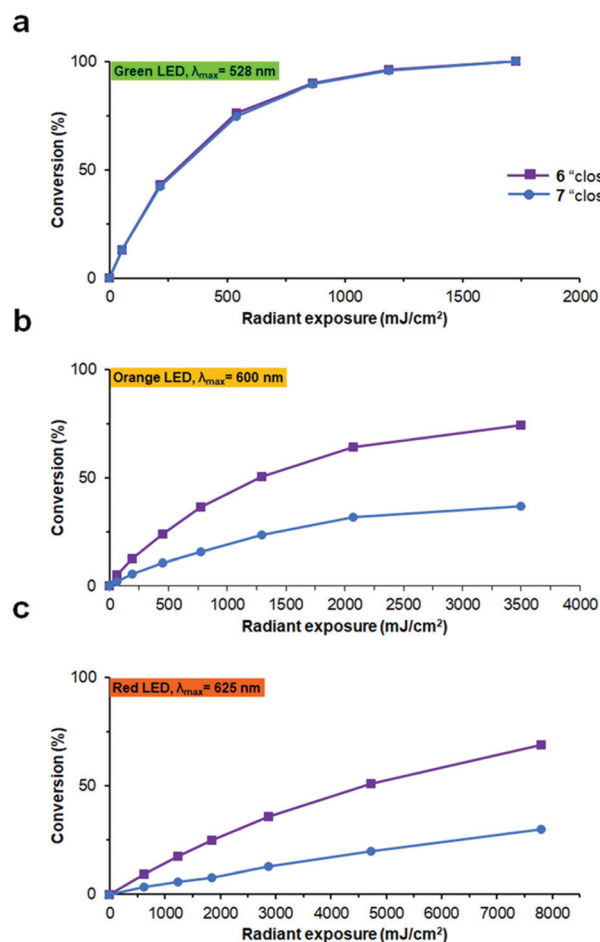 a
Green LED, λmax= 528 nm
Conversion (%)
100
50
0
6 "clos
7 "clos
0 500 1000 1500 2000
Radiant exposure (mJ/cm²)
b
Orange LED, λmax= 600 nm
Conversion (%)
100
50
0
0 500 1000 1500 2000 2500 3000 3500 4000
Radiant exposure (mJ/cm²)
c
Red LED, λmax= 625 nm
Conversion (%)
100
50
0
0 1000 2000 3000 4000 5000 6000 7000 8000
Radiant exposure (mJ/cm²)